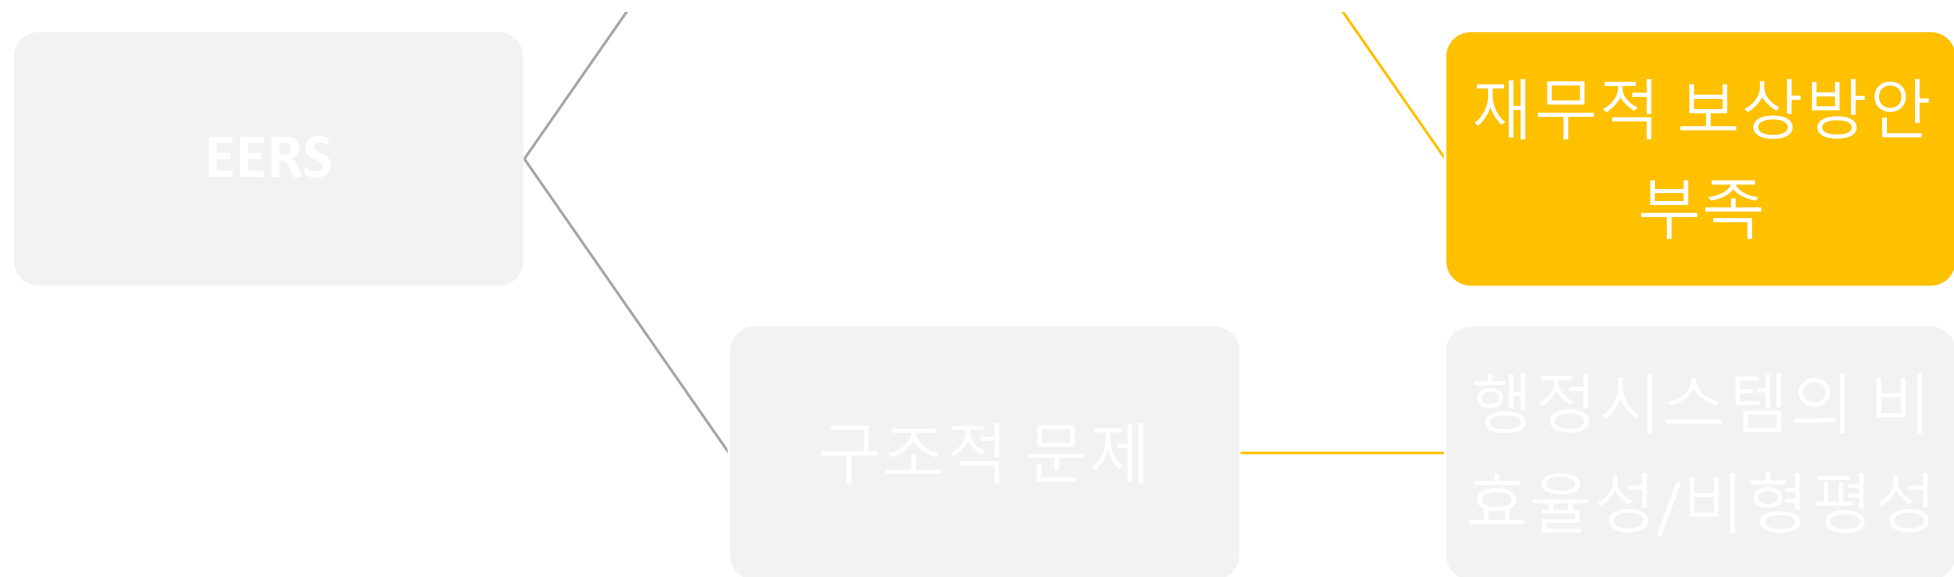 EERS
재무적 보상방안
부족
구조적 문제
행정시스템의 비
효율성/비형평성